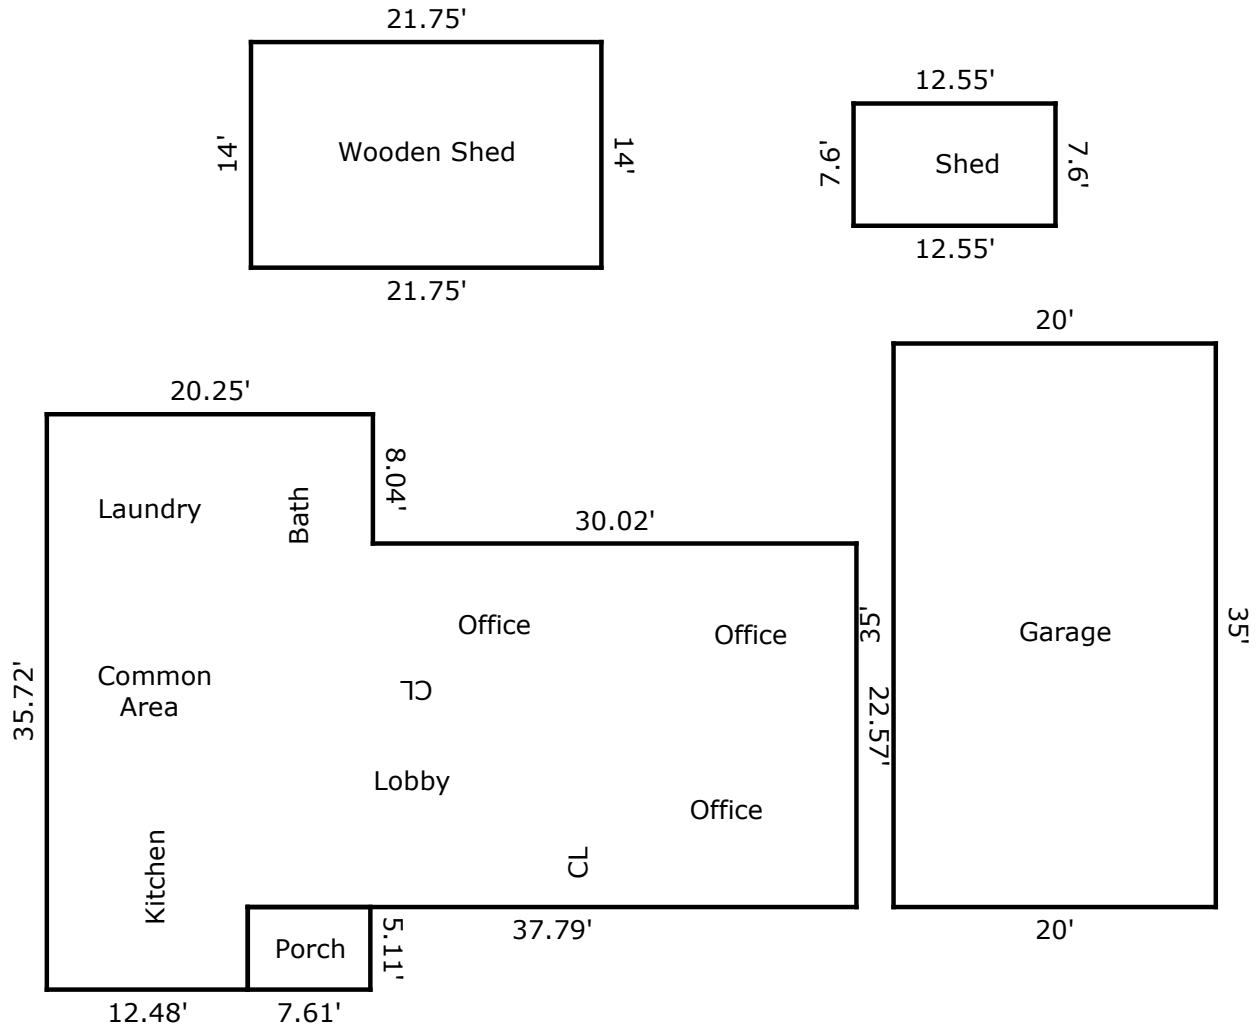 21.75'
14'
Wooden Shed
14'
21.75'
12.55'
7.6'
Shed
7.6'
12.55'
20'
35'
Garage
35'
20'
20.25'
Laundry
Bath
8.04'
30.02'
Office
Office
35.72'
Common
Area
CL
22.57'
Lobby
Office
Kitchen
CL
Porch
5.11'
37.79'
12.48'
7.61'